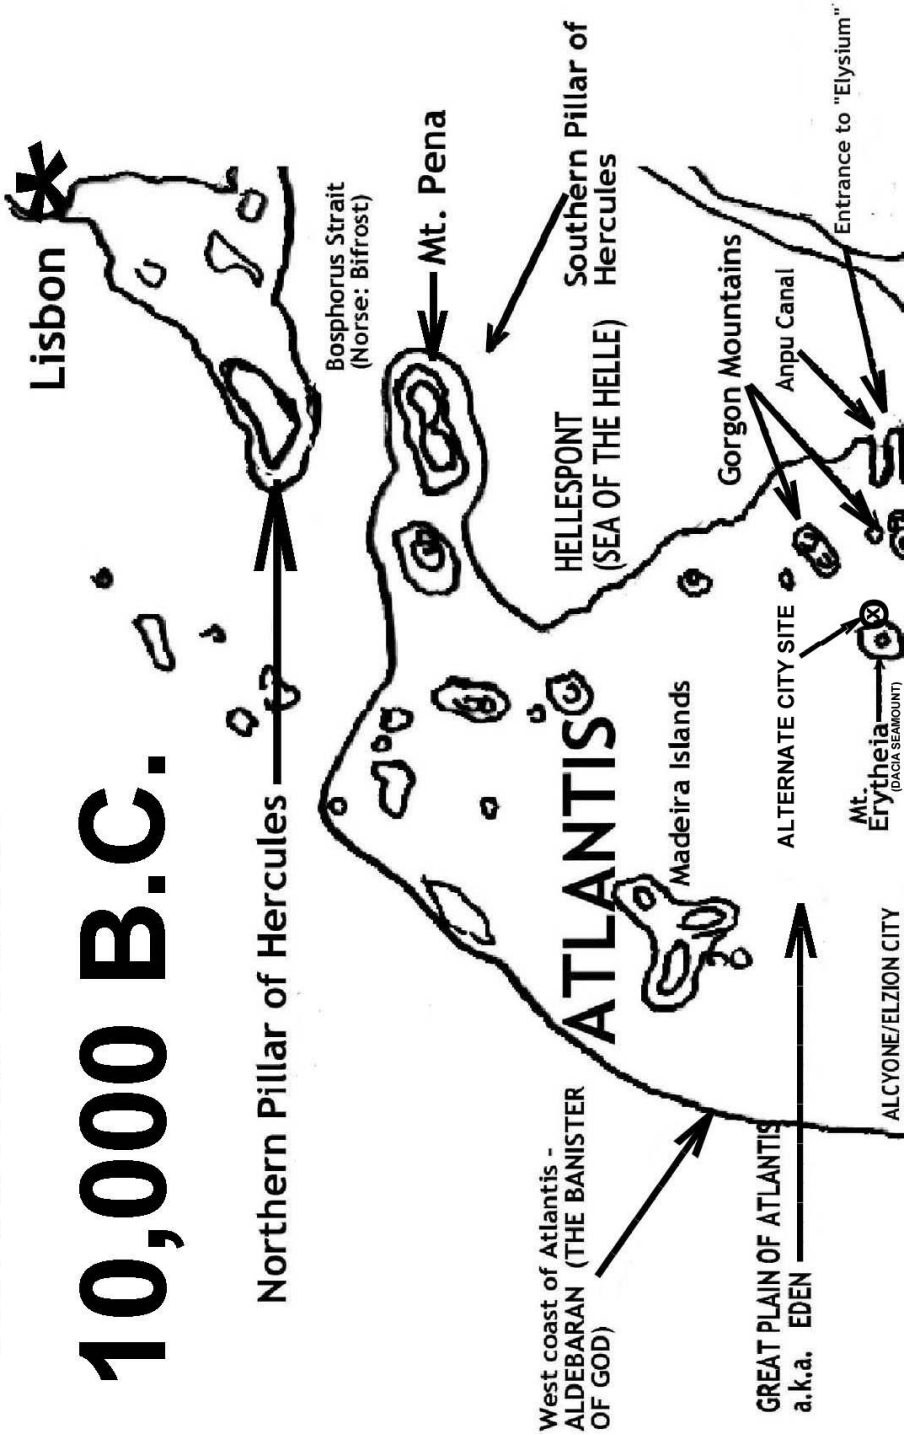 10,000 B.C.
Lisbon
Northern Pillar of Hercules
Bosphorus Strait
(Norse: Bifrost)
Mt. Pena
Southern Pillar of
Hercules
HELLESPONT
(SEA OF THE HELLE)
ATLANTIS
Madeira Islands
West coast of Atlantis -
ALDEBARAN (THE BANISTER
OF GOD)
Gorgon Mountains
Anpu Canal
Entrance to "Elysium"
ALTERNATE CITY SITE
X
Mt.
Erytheia
(DACIA SEAMOUNT)
GREAT PLAIN OF ATLANTIS
a.k.a. EDEN
ALCYONE/ELZION CITY